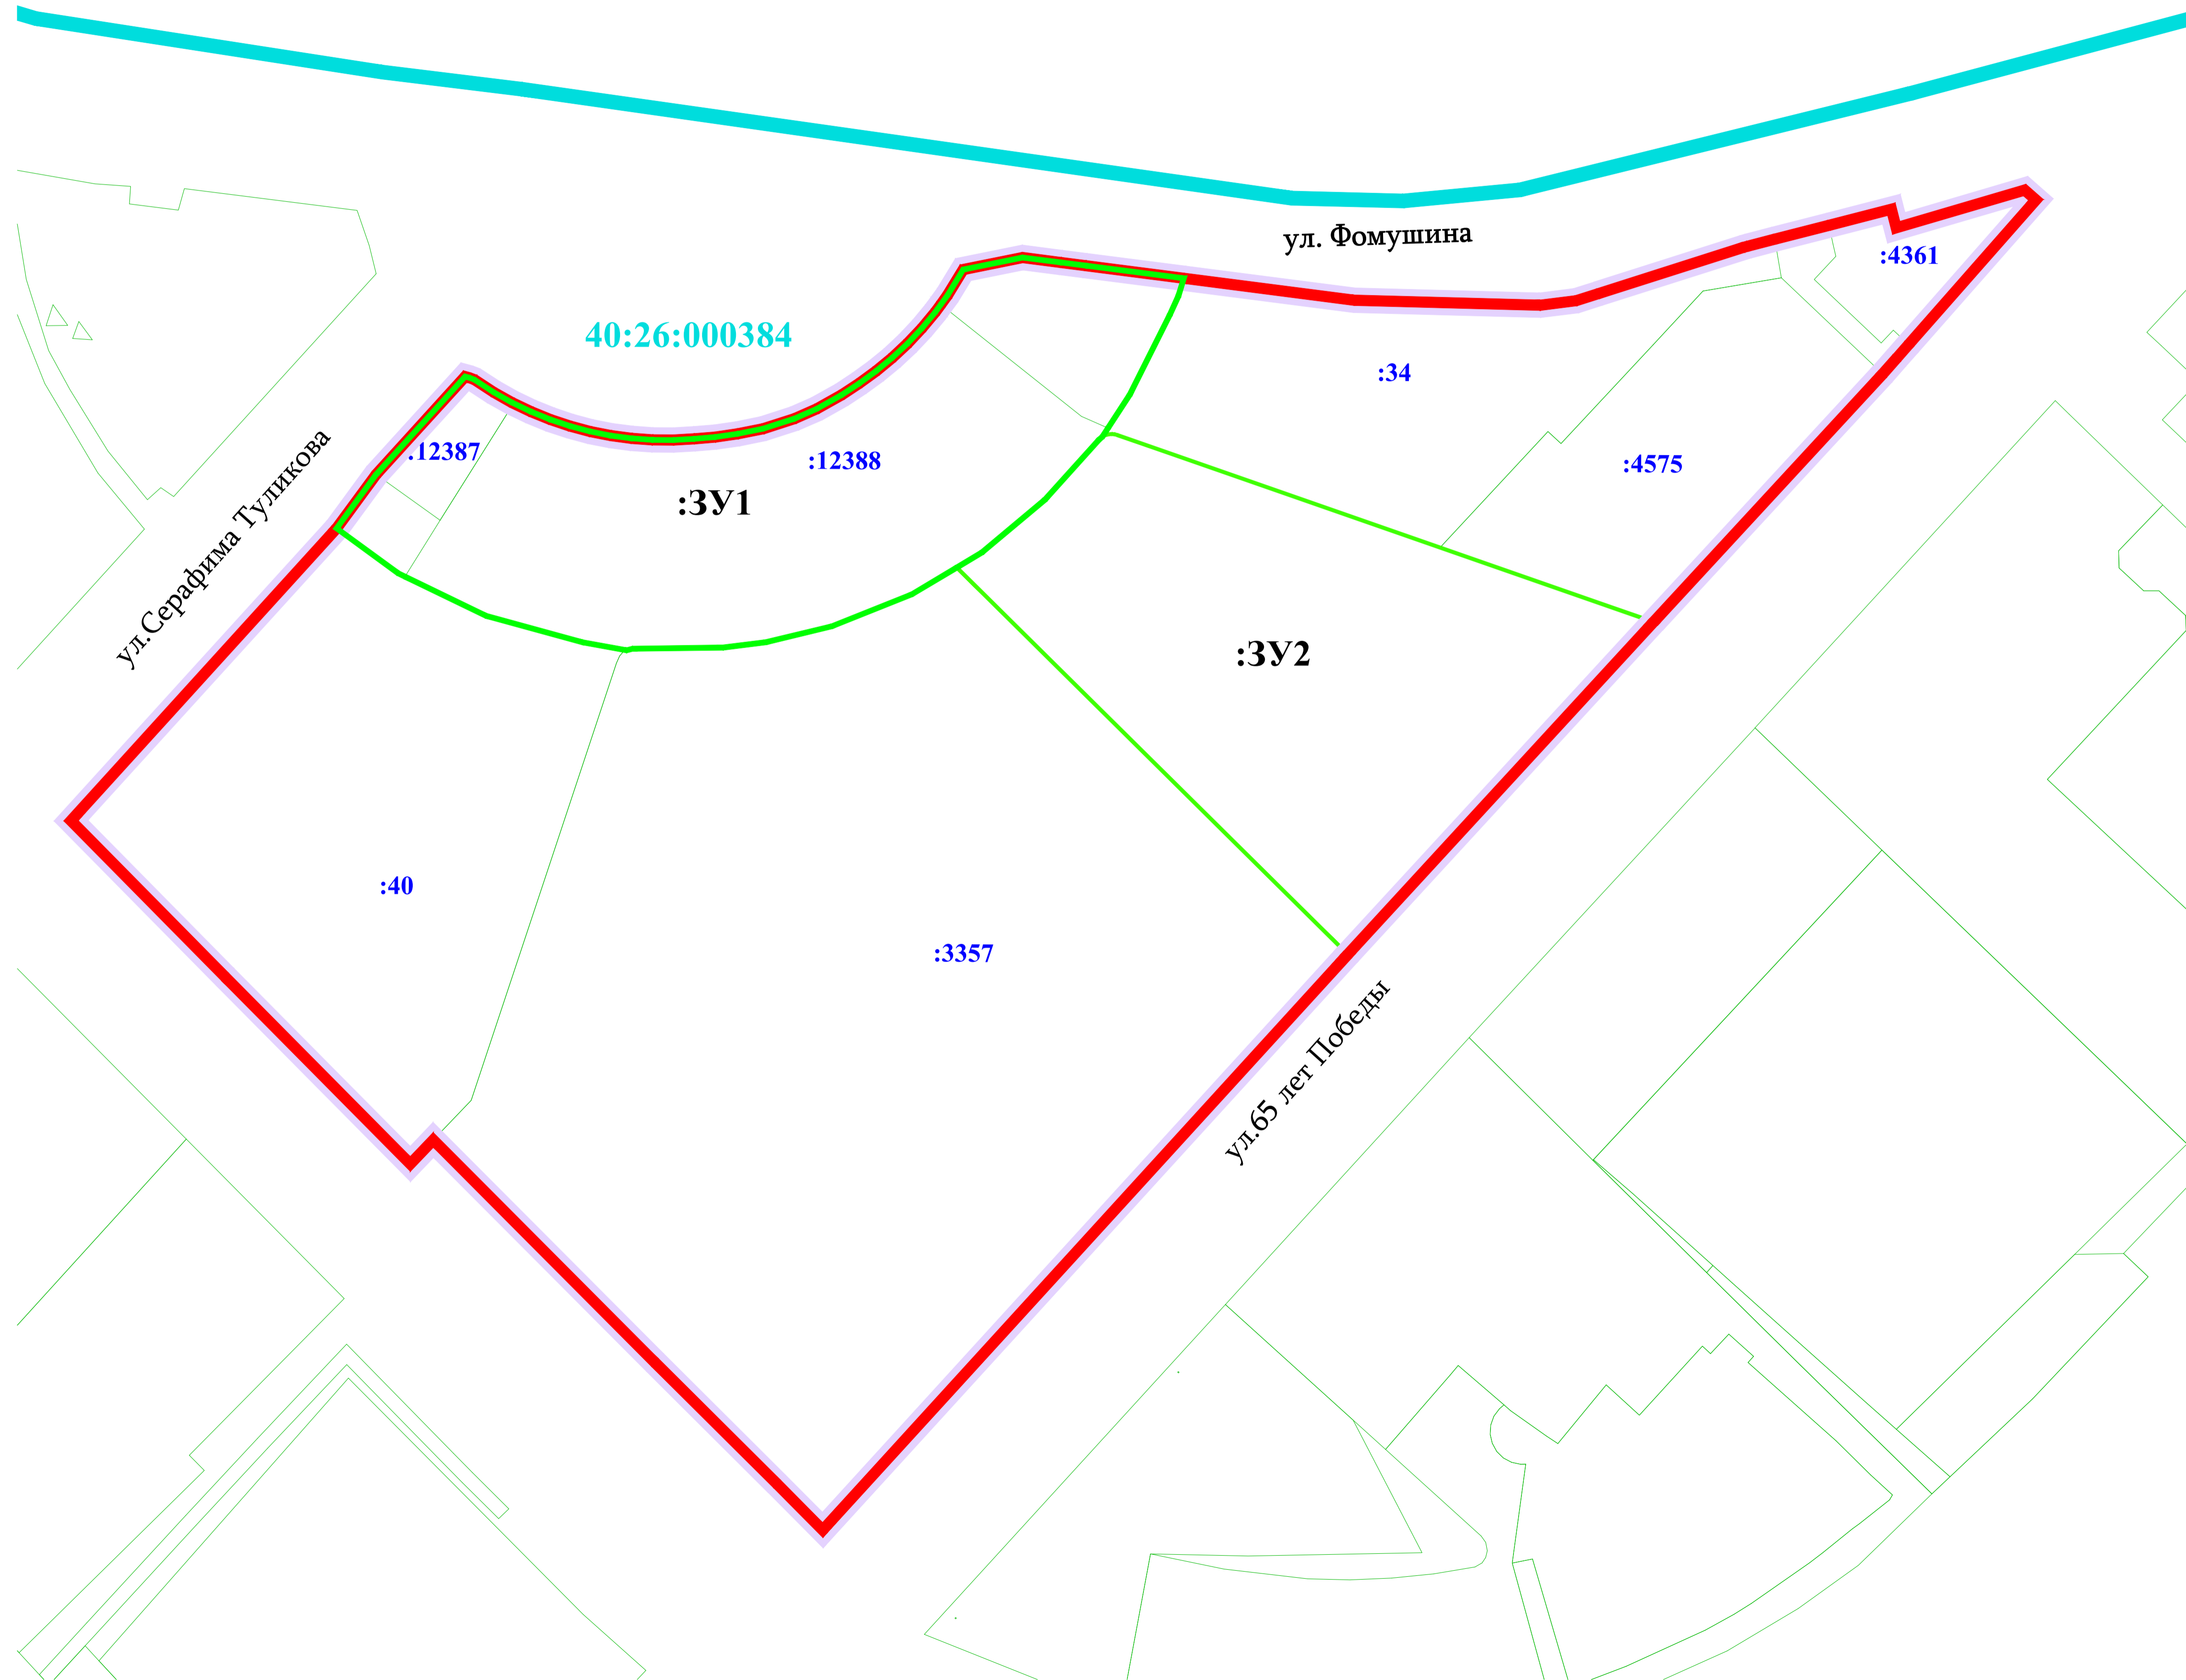 ул. Фомушина
:4361
40:26:000384
:34
:12387
:12388
:4575
:ЗУ1
ул.Серафима Туликова
:ЗУ2
:40
:3357
ул.65 лет Победы